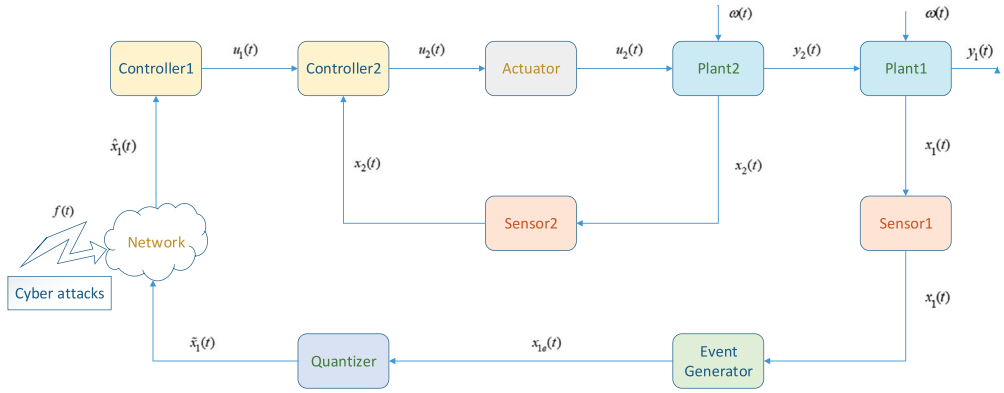 ω(t) ω(t)
u₁(t) u₂(t) u₂(t) y₂(t) y₁(t)
Controller1 Controller2 Actuator Plant2 Plant1
x̂₁(t) x₂(t) x₂(t) x₁(t)
f(t)
Sensor2 Sensor1
Network
Cyber attacks x₁(t)
x̃₁(t) x₁ₑ(t)
Quantizer Event
Generator